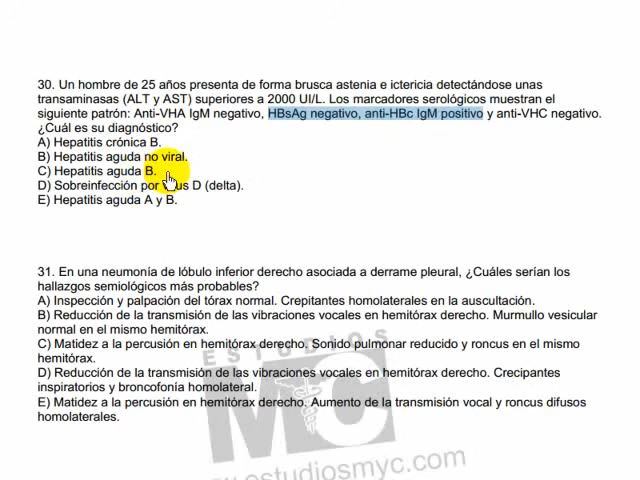 30. Un hombre de 25 años presenta de forma brusca astenia e ictericia detectándose unas
transaminasas (ALT y AST) superiores a 2000 UI/L. Los marcadores serológicos muestran el
siguiente patrón: Anti-VHA IgM negativo, HBsAg negativo, anti-HBc IgM positivo y anti-VHC negativo.
¿Cuál es su diagnóstico?
A) Hepatitis crónica B.
B) Hepatitis aguda no viral.
C) Hepatitis aguda B.
D) Sobreinfección por virus D (delta).
E) Hepatitis aguda A y B.
31. En una neumonía de lóbulo inferior derecho asociada a derrame pleural, ¿Cuáles serían los
hallazgos semiológicos más probables?
A) Inspección y palpación del tórax normal. Crepitantes homolaterales en la auscultación.
B) Reducción de la transmisión de las vibraciones vocales en hemitórax derecho. Murmullo vesicular
normal en el mismo hemitórax.
C) Matidez a la percusión en hemitórax derecho. Sonido pulmonar reducido y roncus en el mismo
hemitórax.
D) Reducción de la transmisión de las vibraciones vocales en hemitórax derecho. Crecipantes
inspiratorios y broncofonía homolateral.
E) Matidez a la percusión en hemitórax derecho. Aumento de la transmisión vocal y roncus difusos
homolaterales.
ESTUDIOS
MC
www.estudiosmyc.com